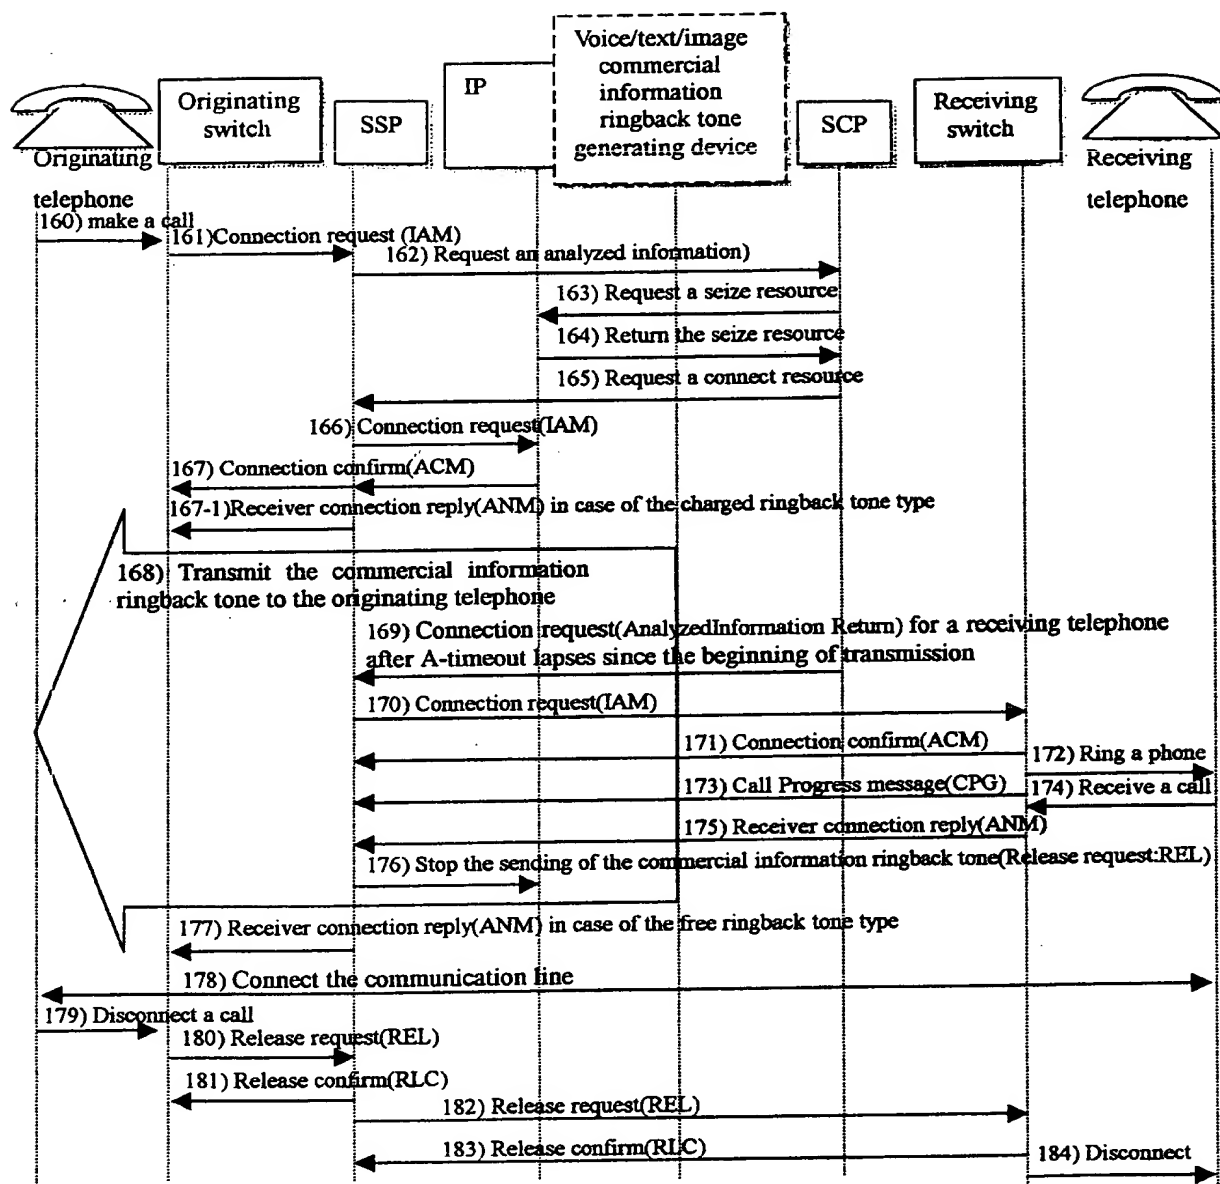 Voice/text/image
commercial
information
ringback tone
generating device
IP
Originating
switch
SSP
SCP
Receiving
switch
Originating
telephone
Receiving
telephone
160) make a call
161)Connection request (IAM)
162) Request an analyzed information)
163) Request a seize resource
164) Return the seize resource
165) Request a connect resource
166) Connection request(IAM)
167) Connection confirm(ACM)
167-1)Receiver connection reply(ANM) in case of the charged ringback tone type
168) Transmit the commercial information
ringback tone to the originating telephone
169) Connection request(AnalyzedInformation Return) for a receiving telephone
after A-timeout lapses since the beginning of transmission
170) Connection request(IAM)
171) Connection confirm(ACM)
172) Ring a phone
173) Call Progress message(CPG)
174) Receive a call
175) Receiver connection reply(ANM)
176) Stop the sending of the commercial information ringback tone(Release request:REL)
177) Receiver connection reply(ANM) in case of the free ringback tone type
178) Connect the communication line
179) Disconnect a call
180) Release request(REL)
181) Release confirm(RLC)
182) Release request(REL)
183) Release confirm(RLC)
184) Disconnect